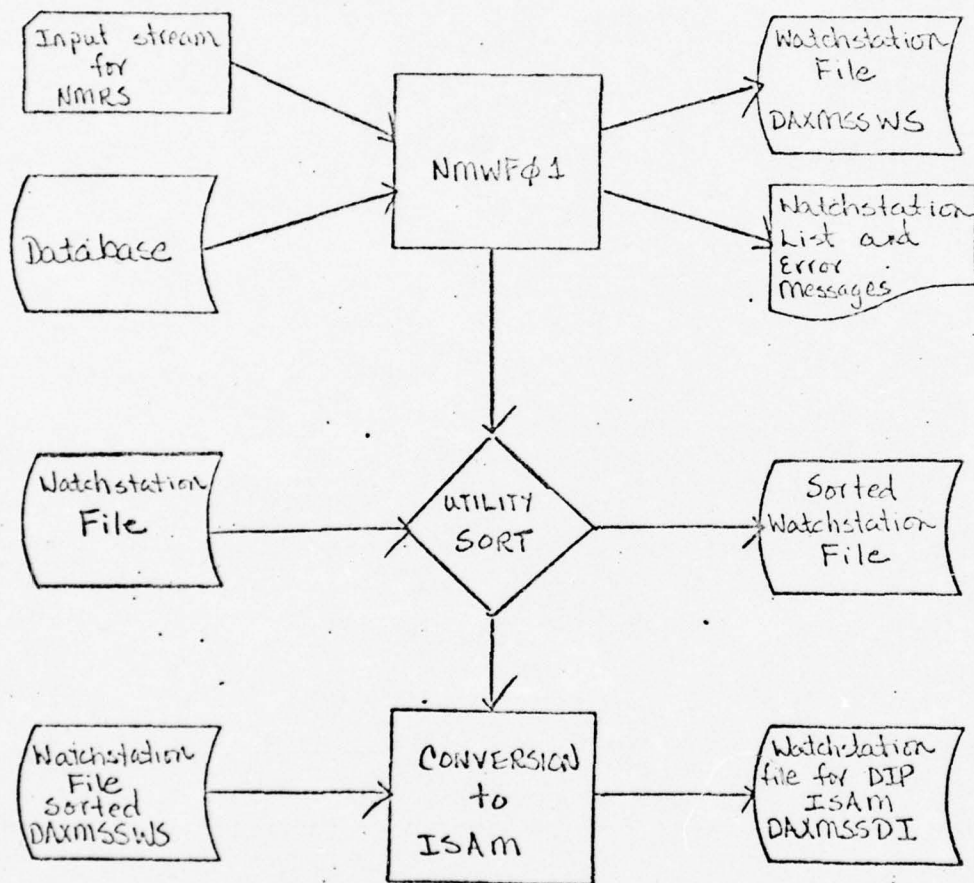 Input stream
for
NMRS
Database
NMWFØ1
Watchstation
File
DAXMSSWS
Watchstation
List and
Error
Messages
Watchstation
File
UTILITY
SORT
Sorted
Watchstation
File
Watchstation
File
Sorted
DAXMSSWS
CONVERSION
to
ISAM
Watchstation
file for DIP
ISAM
DAXMSSDI